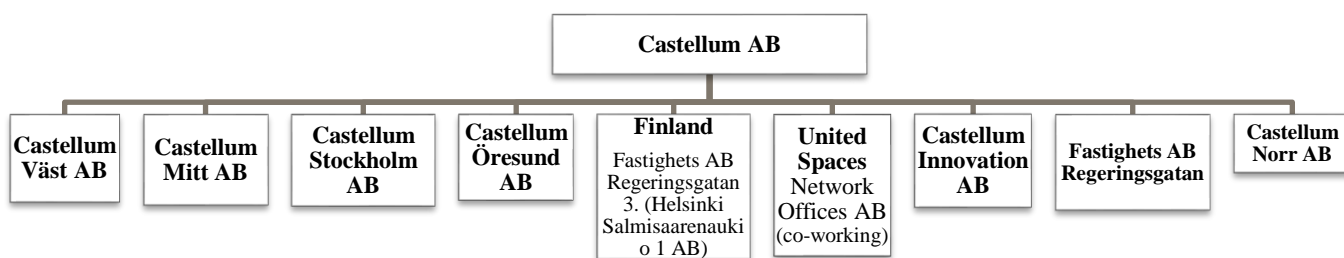 Castellum AB
Castellum
Väst AB
Castellum
Mitt AB
Castellum
Stockholm
AB
Castellum
Öresund
AB
Finland
Fastighets AB
Regeringsgatan
3. (Helsinki
Salmisaarenauki
o 1 AB)
United
Spaces
Network
Offices AB
(co-working)
Castellum
Innovation
AB
Fastighets AB
Regeringsgatan
Castellum
Norr AB